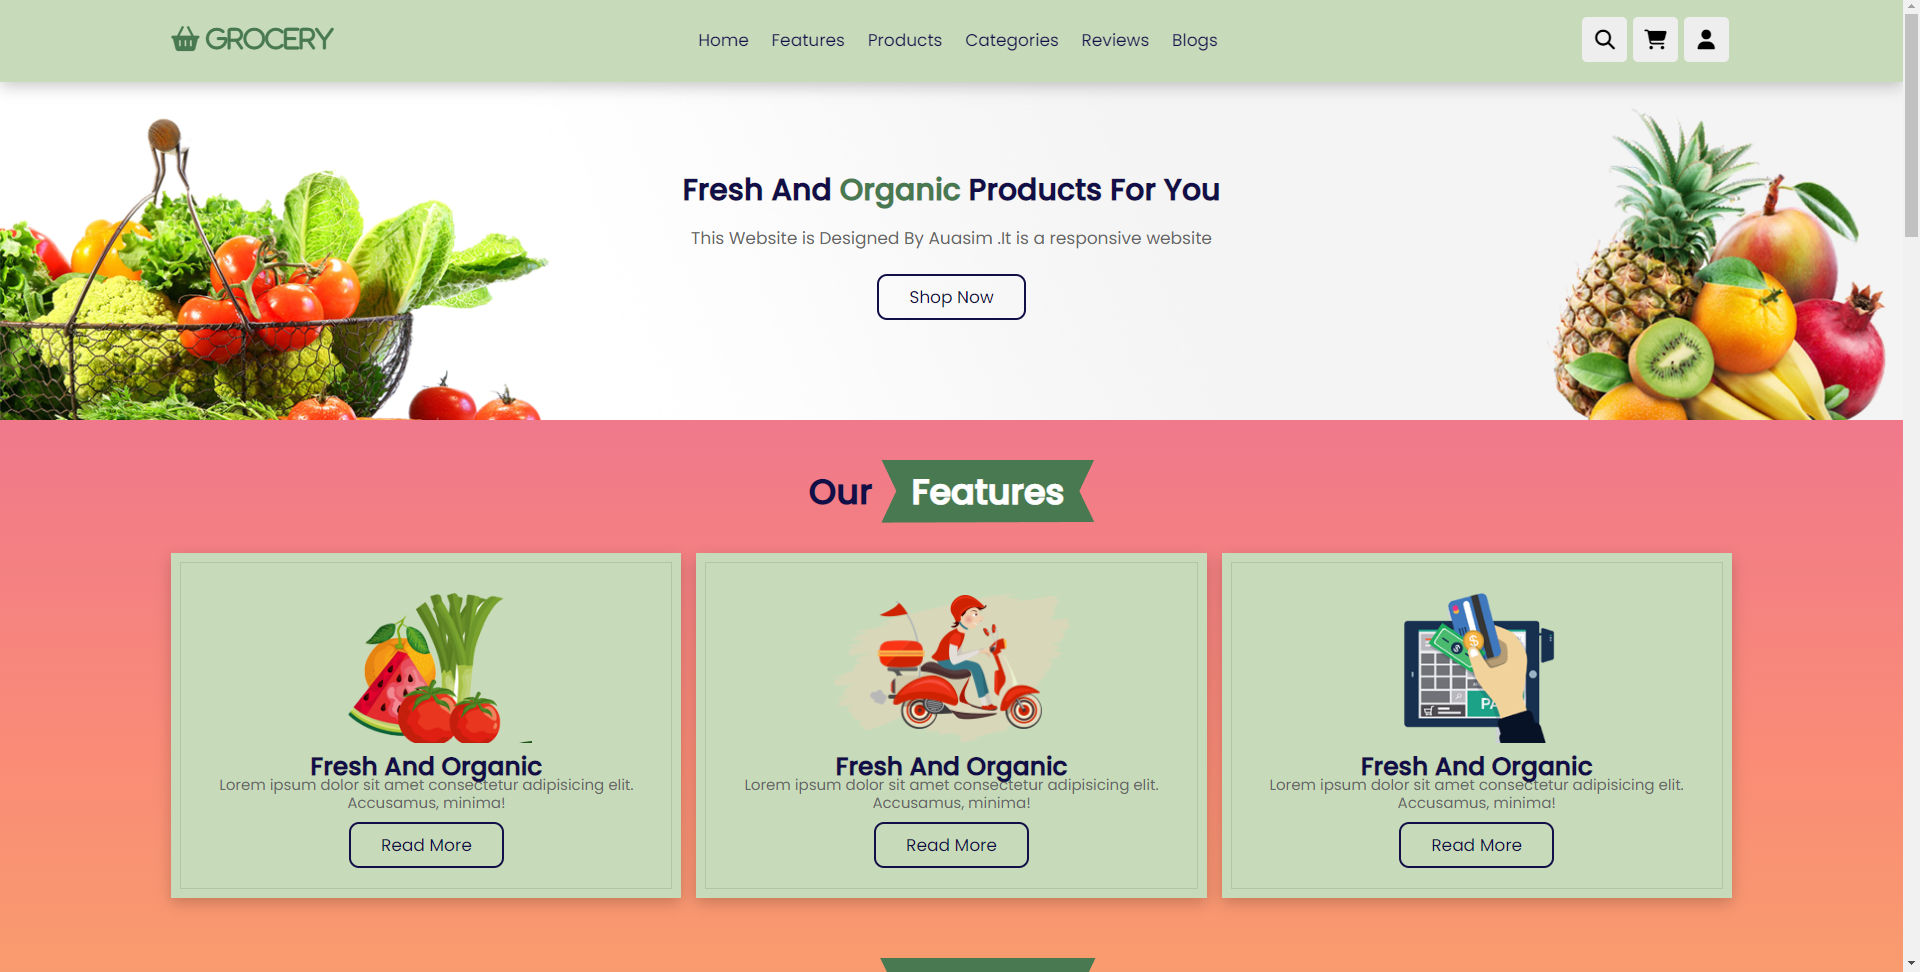 GROCERY
Home Features Products Categories Reviews Blogs
Fresh And Organic Products For You
This Website is Designed By Auasim .It is a responsive website
Shop Now
Our Features
Fresh And Organic
Lorem ipsum dolor sit amet consectetur adipisicing elit.
Accusamus, minima!
Read More
Fresh And Organic
Lorem ipsum dolor sit amet consectetur adipisicing elit.
Accusamus, minima!
Read More
PA
Fresh And Organic
Lorem ipsum dolor sit amet consectetur adipisicing elit.
Accusamus, minima!
Read More